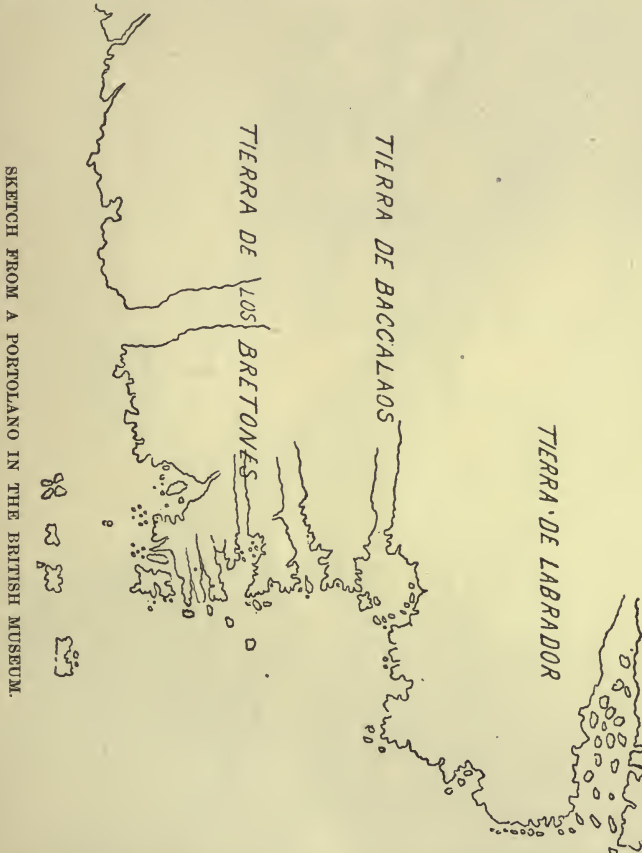 TIERRA DE LABRADOR
TIERRA DE BACCALAOS
TIERRA DE LOS BRETONES
SKETCH FROM A PORTOLANO IN THE BRITISH MUSEUM.